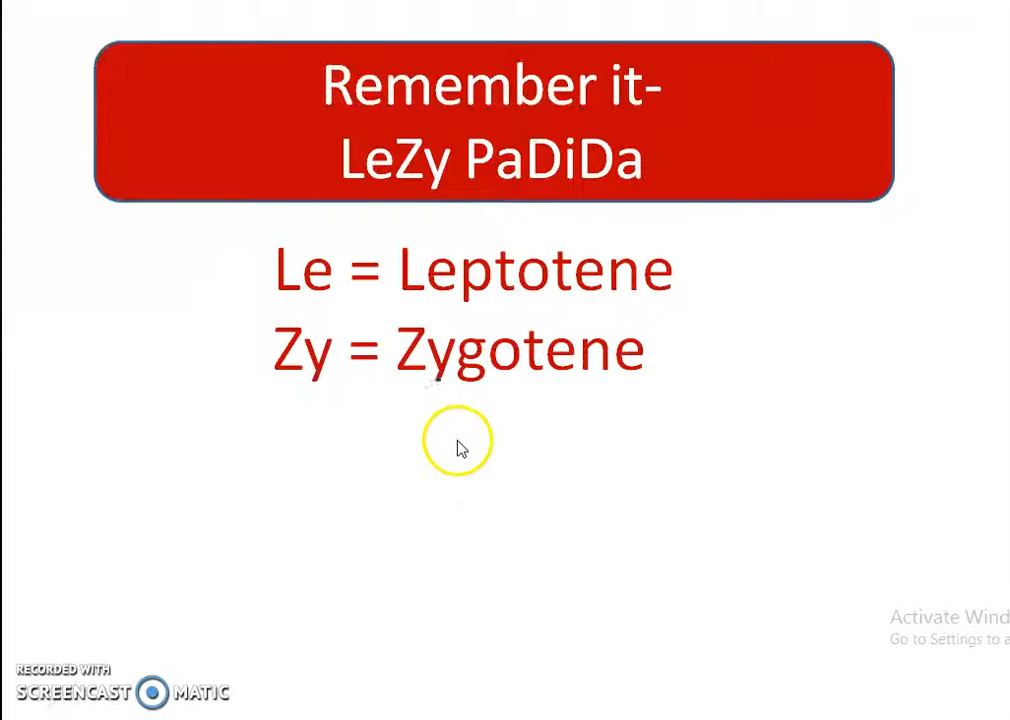 Remember it-
LeZy PaDiDa
Le = Leptotene
Zy = Zygotene
Activate Wind
Go to Settings to a
RECORDED WITH
SCREENCAST MATIC